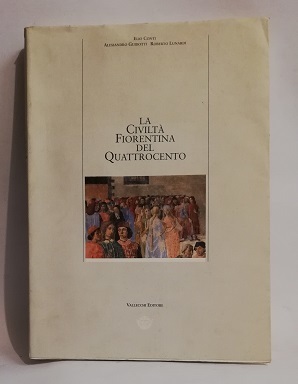 Elio Conti
Alessandro Guidotti Roberto Lunardi
La
Civiltà
Fiorentina
del
Quattrocento
Vallecchi Editore